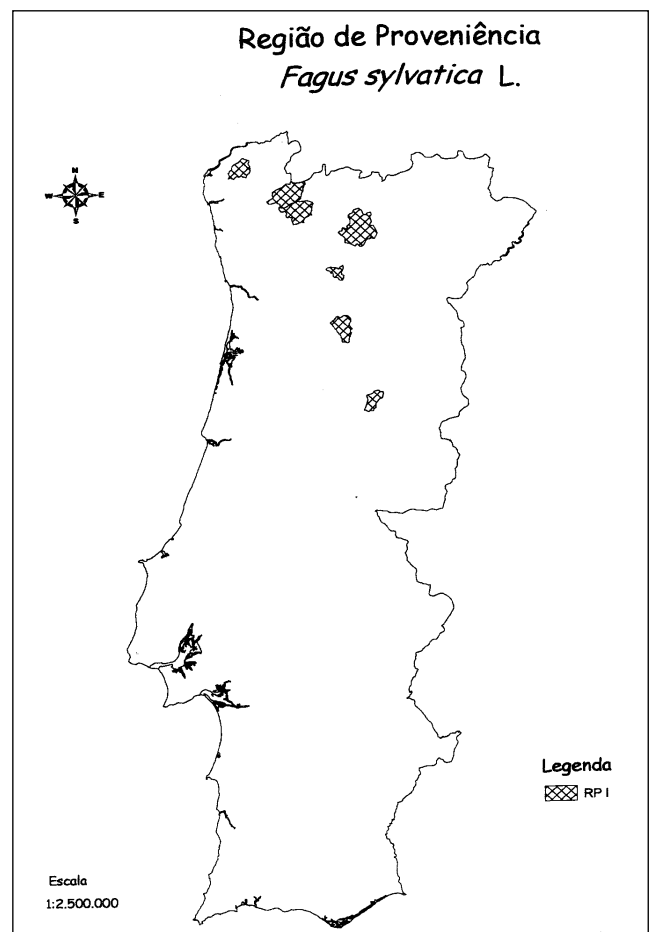 Região de Proveniência
Fagus sylvatica L.
N
W E
S
Legenda
RP I
Escala
1:2.500.000